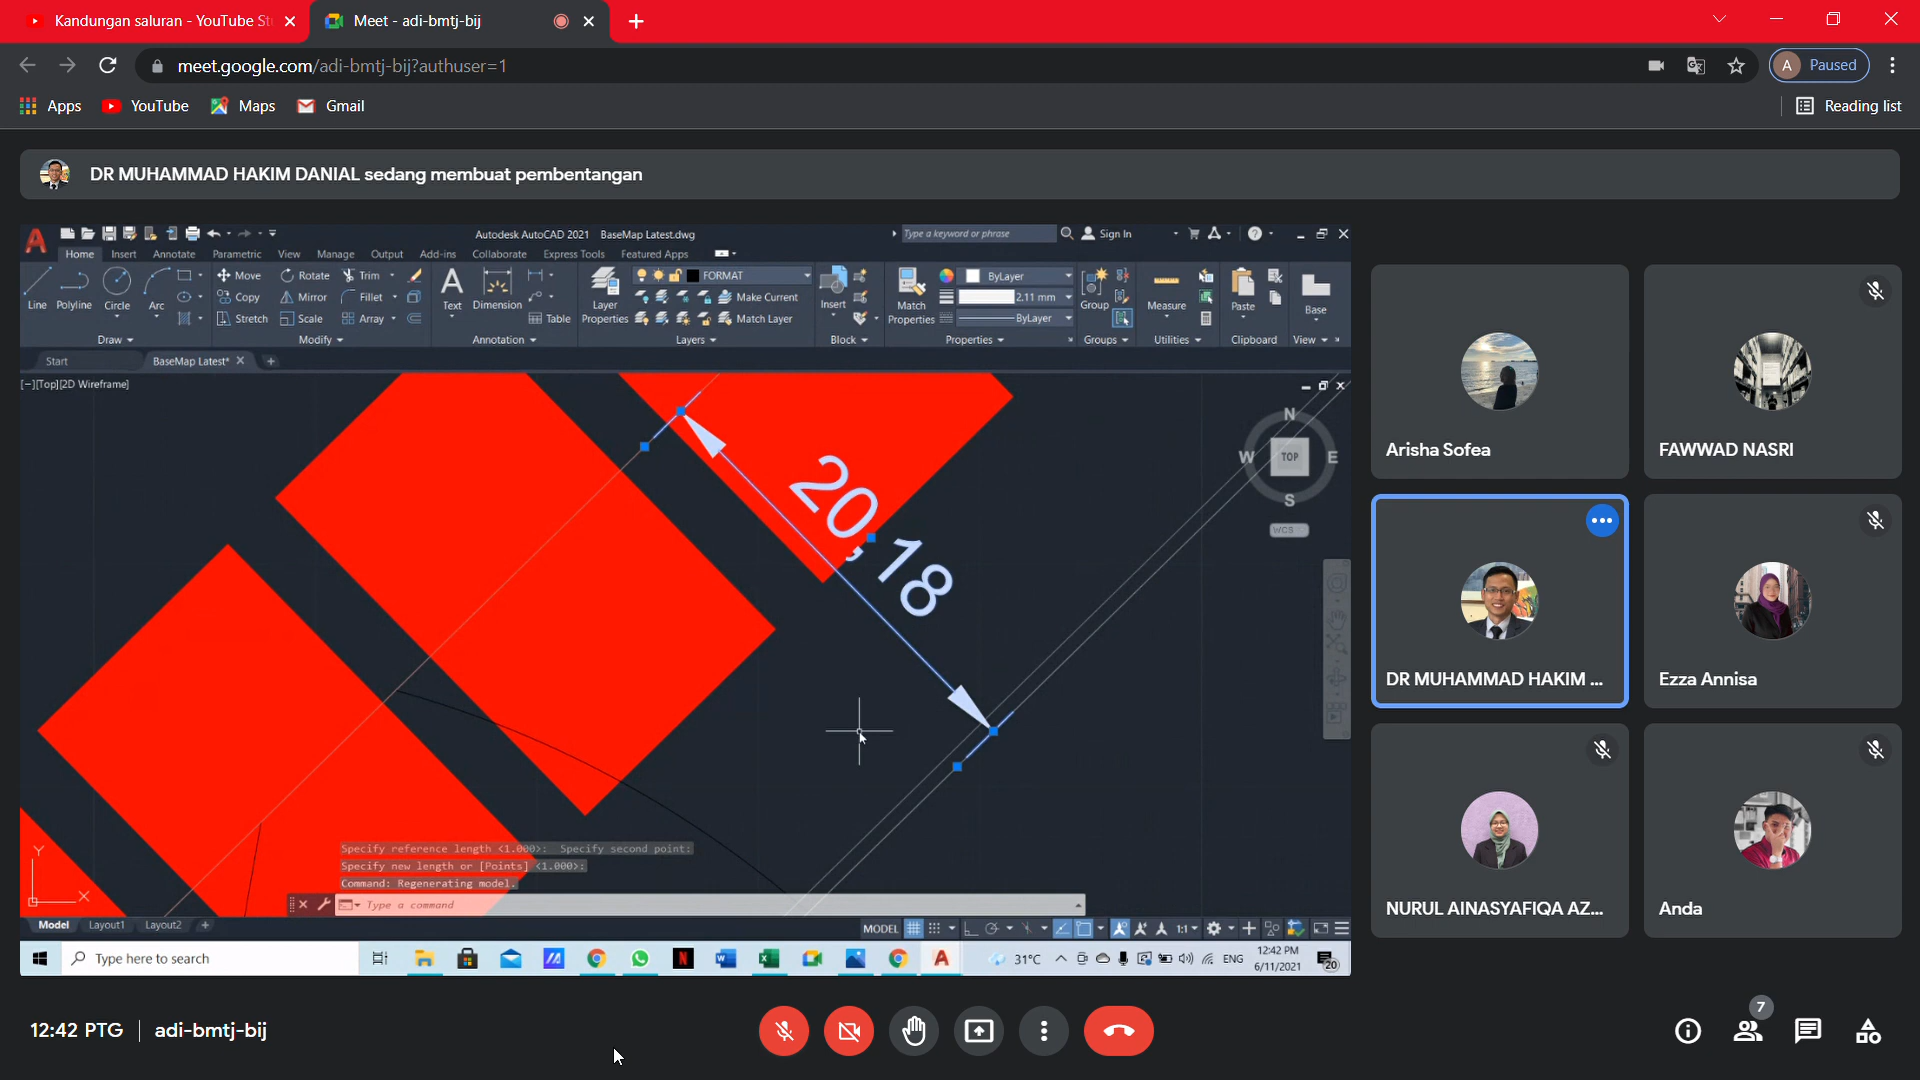 Kandungan saluran - YouTube St
Meet - adi-bmtj-bij
meet.google.com/adi-bmtj-bij?authuser=1
A Paused
Apps YouTube Maps Gmail
Reading list
DR MUHAMMAD HAKIM DANIAL sedang membuat pembentangan
Autodesk AutoCAD 2021 BaseMap Latest.dwg
Type a keyword or phrase
Sign In
Home Insert Annotate Parametric View Manage Output Add-ins Collaborate Express Tools Featured Apps
Line Polyline Circle Arc
Move Rotate Trim
Copy Mirror Fillet
Stretch Scale Array
Text Dimension Table
Layer Properties
FORMAT
Make Current
Match Layer
Insert
Match Properties
ByLayer
2.11 mm
ByLayer
Group
Measure
Paste
Base
Draw Modify Annotation Layers Block Properties Groups Utilities Clipboard View
Start BaseMap Latest*
[-][Top][2D Wireframe]
N
W TOP E
S
WCS
20,18
Specify reference length <1.000>: Specify second point:
Specify new length or [Points] <1.000>:
Command: Regenerating model.
Type a command
Y
X
Model Layout1 Layout2 +
MODEL
1:1
Type here to search
31°C
ENG
12:42 PM
6/11/2021
20
Arisha Sofea
FAWWAD NASRI
DR MUHAMMAD HAKIM ...
Ezza Annisa
NURUL AINASYAFIQA AZ...
Anda
12:42 PTG
adi-bmtj-bij
7